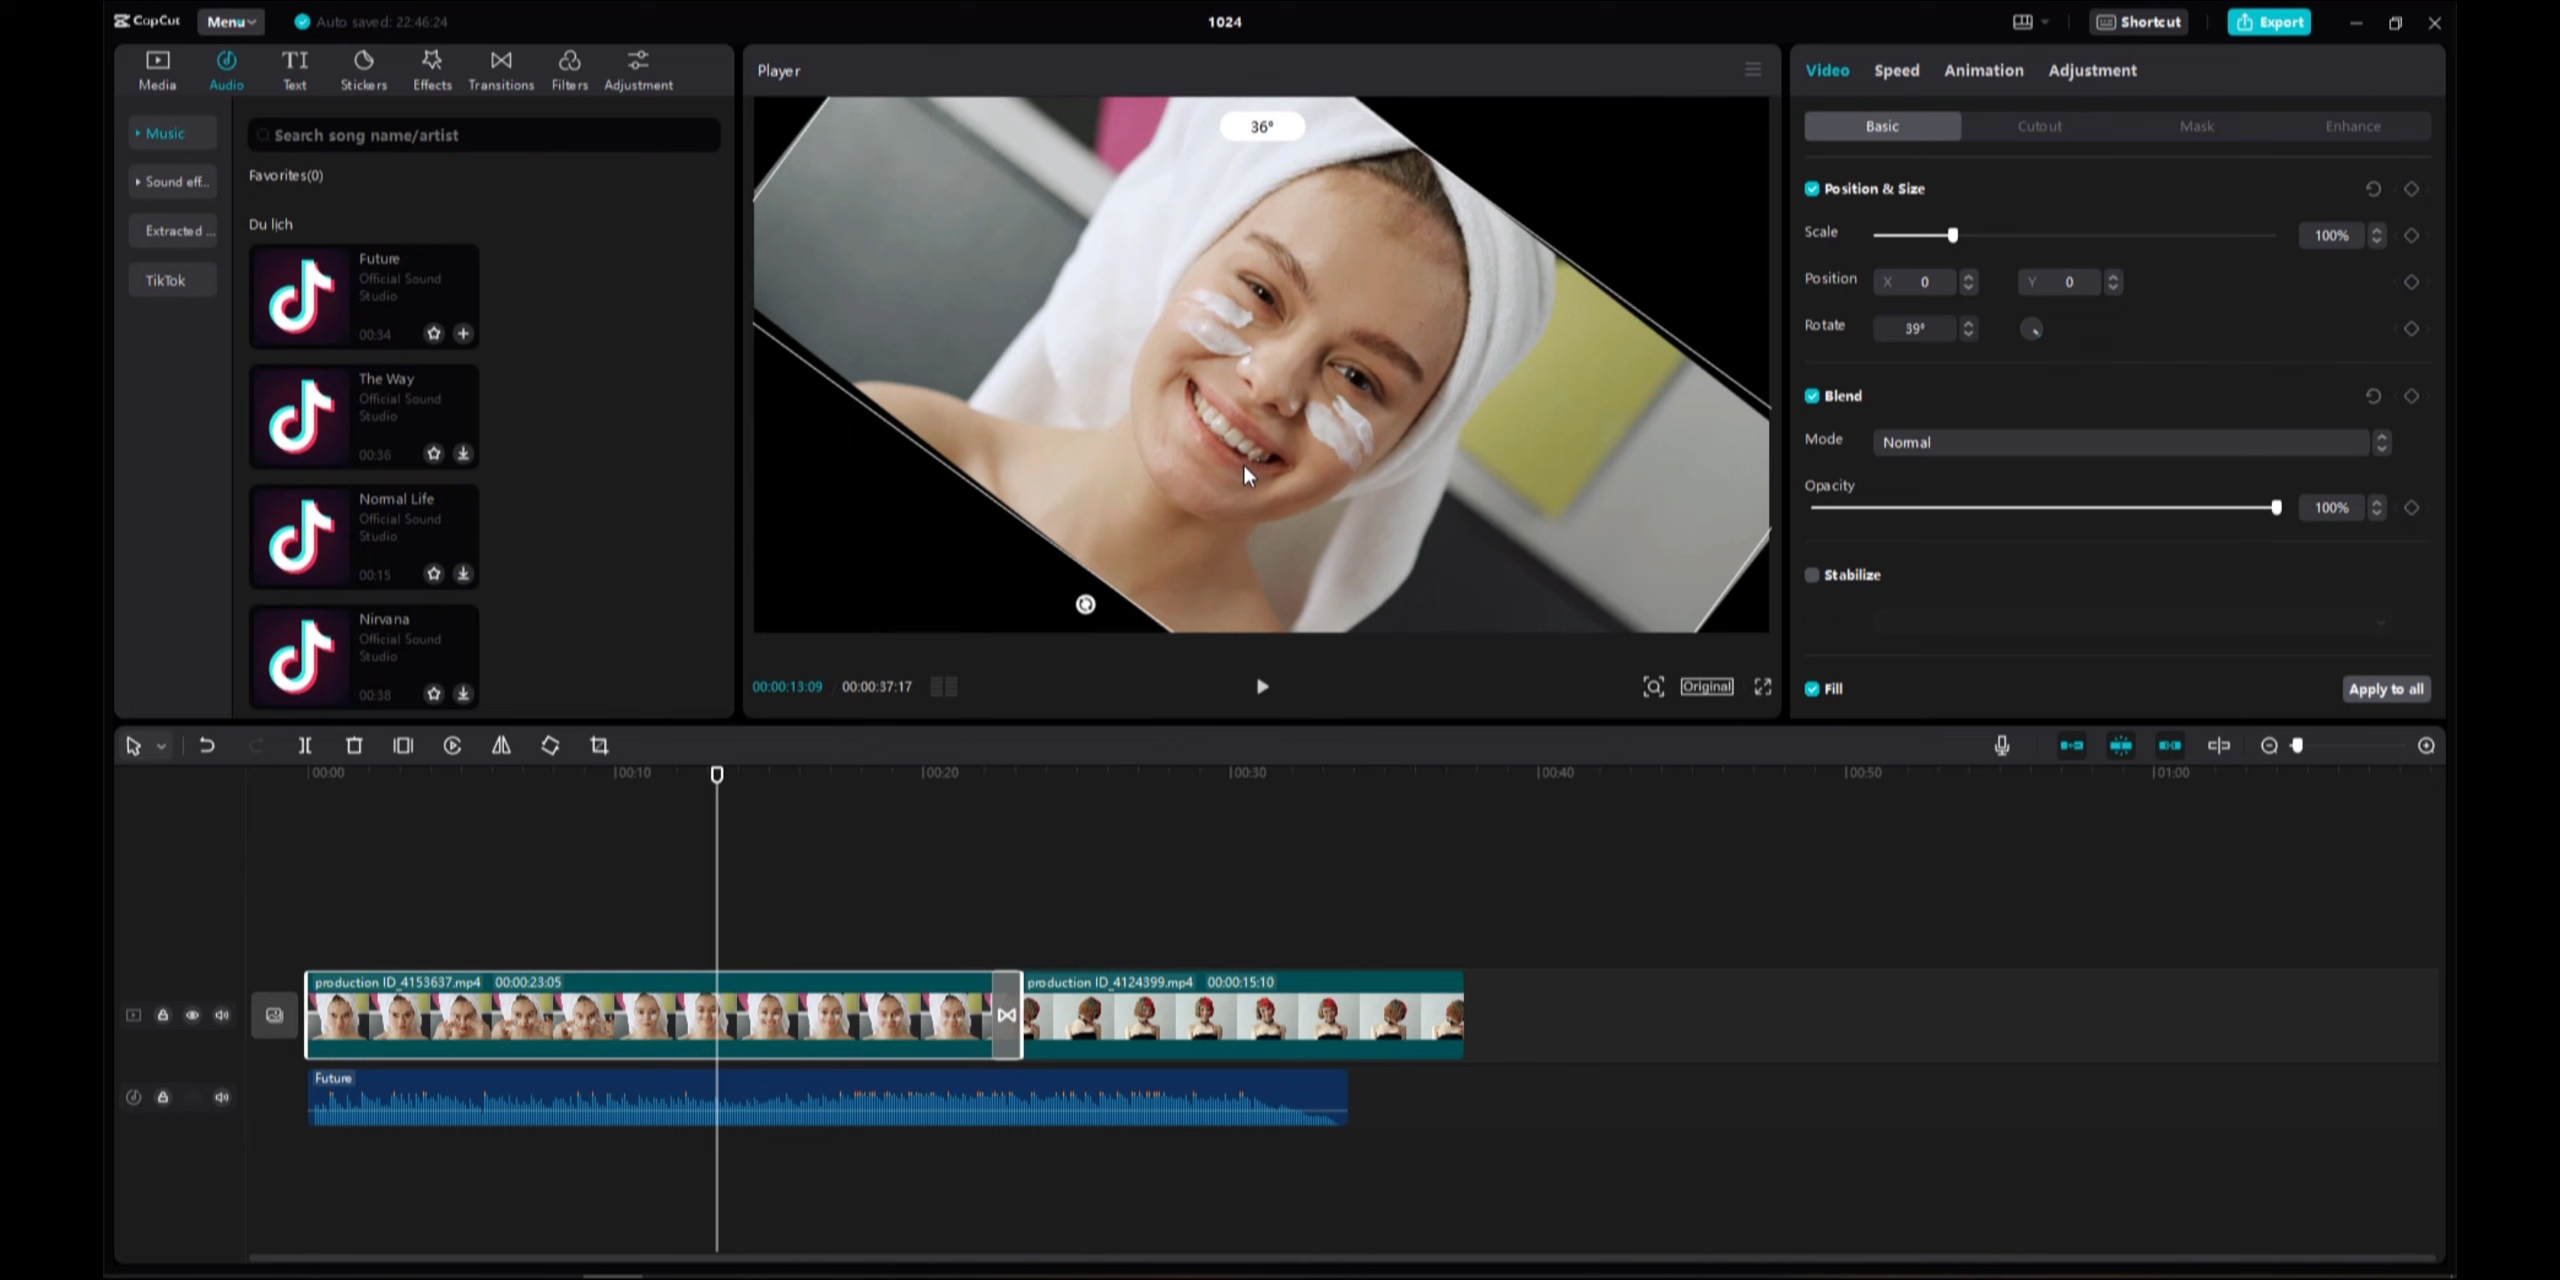 CapCut
Menu
Auto saved: 22:46:24
1024
Shortcut
Export
Media
Audio
Text
Stickers
Effects
Transitions
Filters
Adjustment
Music
Sound eff...
Extracted ...
TikTok
Search song name/artist
Favorites(0)
Du lịch
Future
Official Sound
Studio
00:34
The Way
Official Sound
Studio
00:36
Normal Life
Official Sound
Studio
00:15
Nirvana
Official Sound
Studio
00:38
Player
36°
00:00:13:09
00:00:37:17
Original
Video
Speed
Animation
Adjustment
Basic
Cutout
Mask
Enhance
Position & Size
Scale
100%
Position
X 0
Y 0
Rotate
39°
Blend
Mode
Normal
Opacity
100%
Stabilize
Fill
Apply to all
00:00
00:10
00:20
00:30
00:40
00:50
01:00
production ID_4153637.mp4 00:00:23:05
production ID_4124399.mp4 00:00:15:10
Future